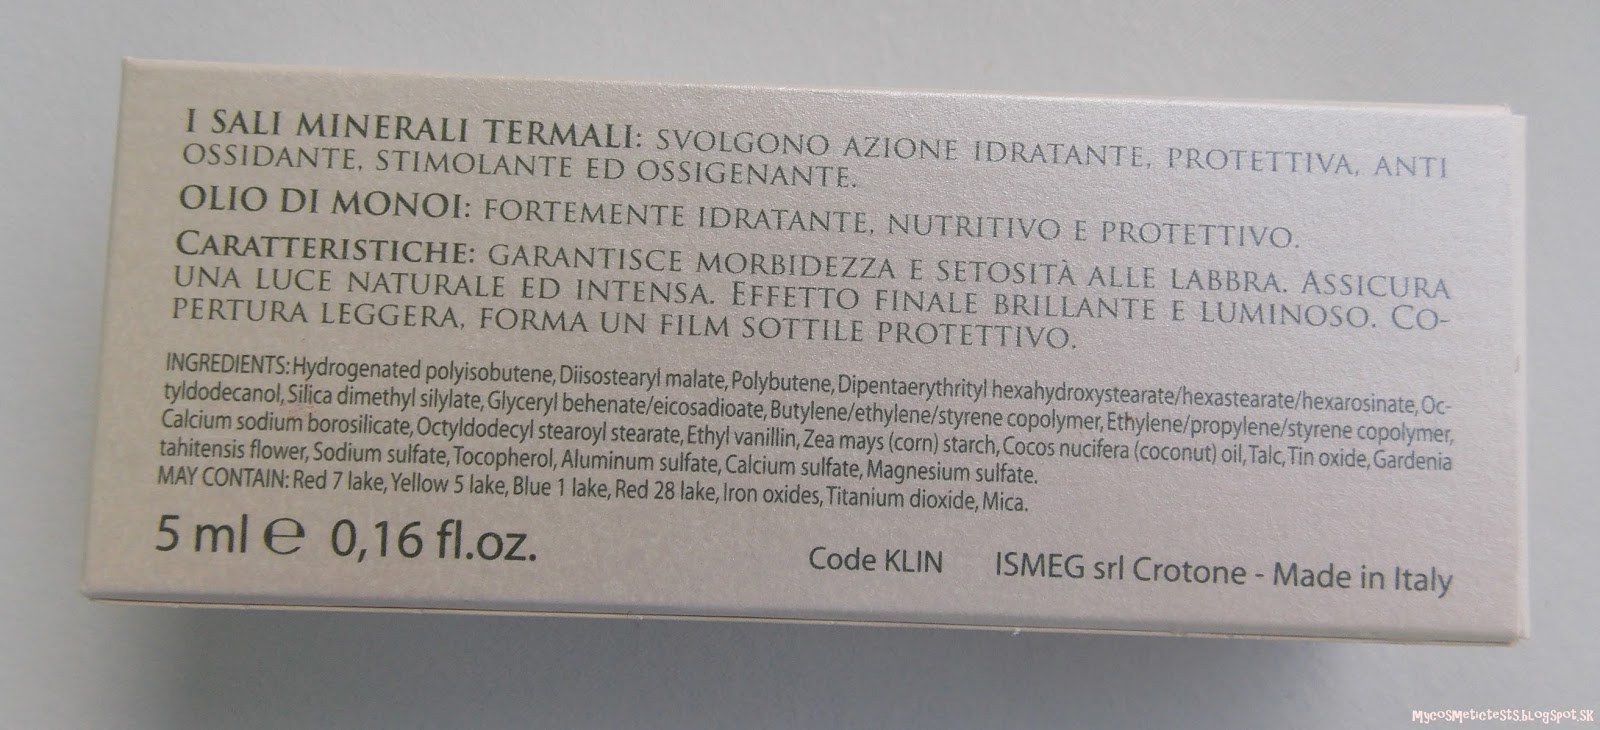 I SALI MINERALI TERMALI: SVOLGONO AZIONE IDRATANTE, PROTETTIVA, ANTI
OSSIDANTE, STIMOLANTE ED OSSIGENANTE.
OLIO DI MONOI: FORTEMENTE IDRATANTE, NUTRITIVO E PROTETTIVO.
CARATTERISTICHE: GARANTISCE MORBIDEZZA E SETOSITÀ ALLE LABBRA. ASSICURA
UNA LUCE NATURALE ED INTENSA. EFFETTO FINALE BRILLANTE E LUMINOSO. CO-
PERTURA LEGGERA, FORMA UN FILM SOTTILE PROTETTIVO.
INGREDIENTS: Hydrogenated polyisobutene, Diisostearyl malate, Polybutene, Dipentaerythrityl hexahydroxystearate/hexastearate/hexarosinate, Oc-
tyldodecanol, Silica dimethyl silylate, Glyceryl behenate/eicosadioate, Butylene/ethylene/styrene copolymer, Ethylene/propylene/styrene copolymer,
Calcium sodium borosilicate, Octyldodecyl stearoyl stearate, Ethyl vanillin, Zea mays (corn) starch, Cocos nucifera (coconut) oil, Talc, Tin oxide, Gardenia
tahitensis flower, Sodium sulfate, Tocopherol, Aluminum sulfate, Calcium sulfate, Magnesium sulfate.
MAY CONTAIN: Red 7 lake, Yellow 5 lake, Blue 1 lake, Red 28 lake, Iron oxides, Titanium dioxide, Mica.
5 ml ℮ 0,16 fl.oz.
Code KLIN ISMEG srl Crotone - Made in Italy
mycosmetictests.blogspot.sk